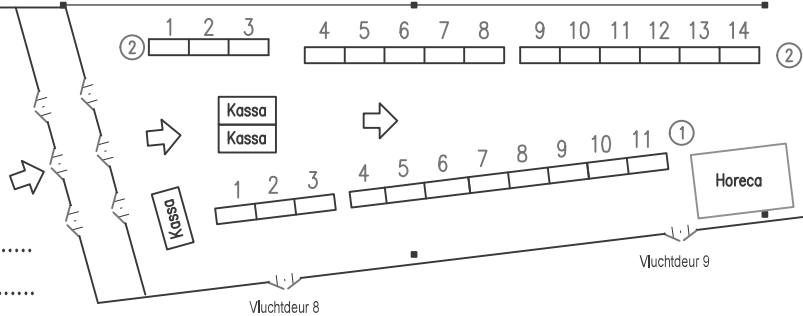 1 2 3 4 5 6 7 8 9 10 11 12 13 14
2 2
Kassa
Kassa
1
1 2 3 4 5 6 7 8 9 10 11
Kassa
Horeca
Vluchtdeur 9
Vluchtdeur 8